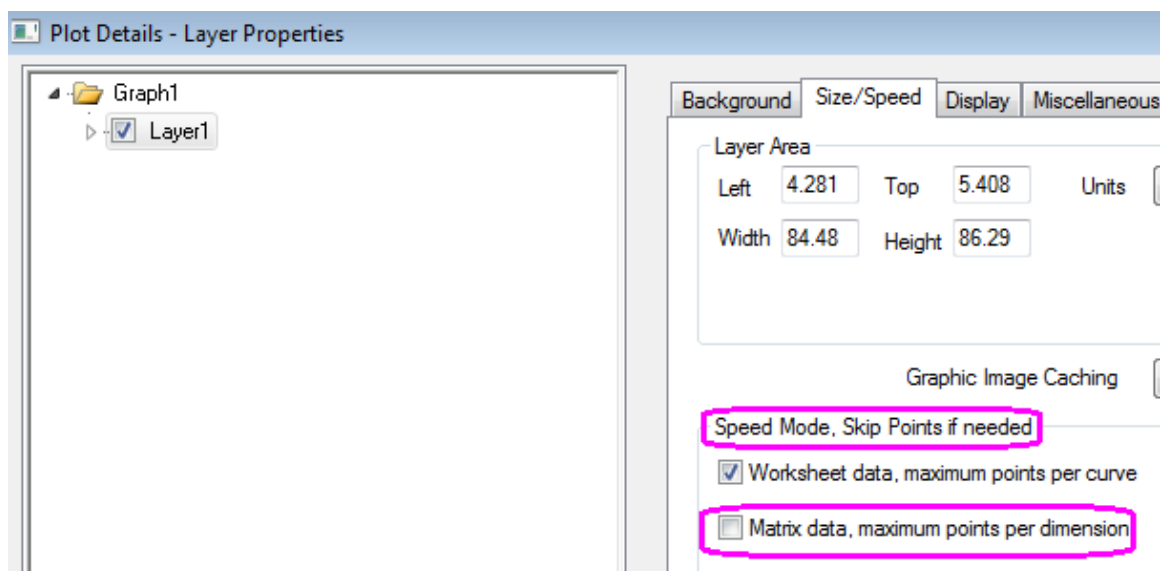 Plot Details - Layer Properties
Graph1
Layer1
Background Size/Speed Display Miscellaneous
Layer Area
Left 4.281 Top 5.408 Units
Width 84.48 Height 86.29
Graphic Image Caching
Speed Mode, Skip Points if needed
Worksheet data, maximum points per curve
Matrix data, maximum points per dimension